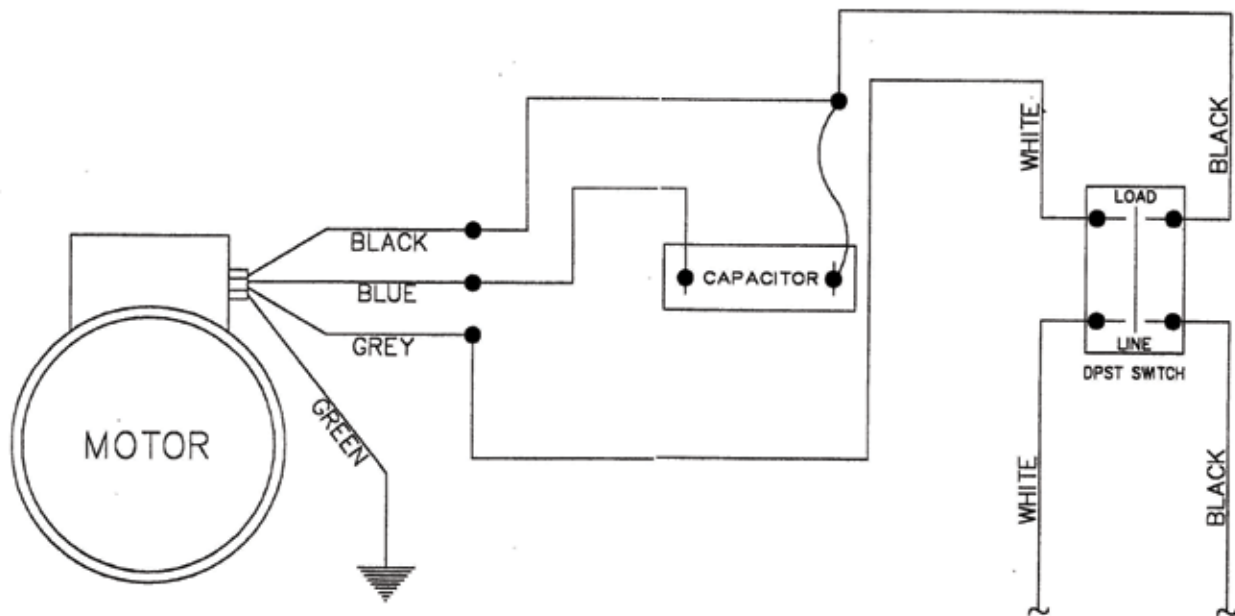 WHITE
BLACK
LOAD
BLACK
CAPACITOR
BLUE
GREY
LINE
DPST SWITCH
GREEN
MOTOR
WHITE
BLACK